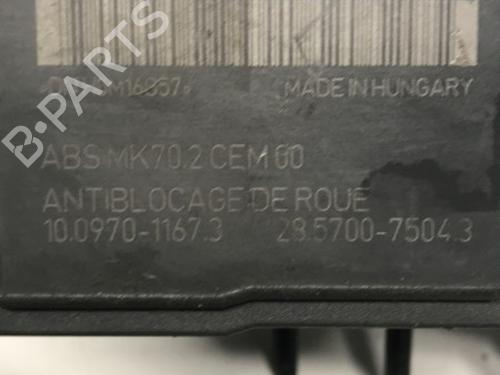 MADE IN HUNGARY
ABS MK70.2 CEM 00
ANTIBLOCAGE DE ROUE
10.0970-1167.3 28.5700-7504.3
B-PARTS